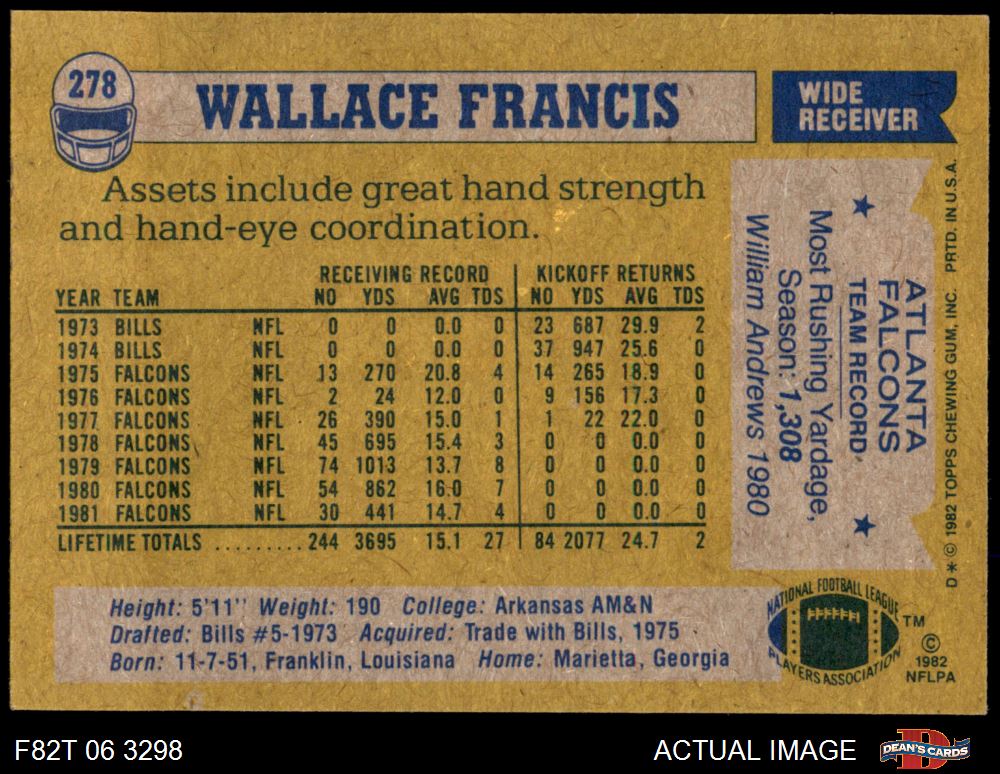 278
WALLACE FRANCIS
WIDE
RECEIVER
Assets include great hand strength
and hand-eye coordination.
RECEIVING RECORD KICKOFF RETURNS
YEAR TEAM NO YDS AVG TDS NO YDS AVG TDS
1973 BILLS NFL 0 0 0.0 0 23 687 29.9 2
1974 BILLS NFL 0 0 0.0 0 37 947 25.6 0
1975 FALCONS NFL 13 270 20.8 4 14 265 18.9 0
1976 FALCONS NFL 2 24 12.0 0 9 156 17.3 0
1977 FALCONS NFL 26 390 15.0 1 1 22 22.0 0
1978 FALCONS NFL 45 695 15.4 3 0 0 0.0 0
1979 FALCONS NFL 74 1013 13.7 8 0 0 0.0 0
1980 FALCONS NFL 54 862 16.0 7 0 0 0.0 0
1981 FALCONS NFL 30 441 14.7 4 0 0 0.0 0
LIFETIME TOTALS ......... 244 3695 15.1 27 84 2077 24.7 2
ATLANTA
FALCONS
TEAM RECORD
Most Rushing Yardage,
Season: 1,308
William Andrews 1980
D * © 1982 TOPPS CHEWING GUM, INC. PRTD. IN U.S.A.
Height: 5'11" Weight: 190 College: Arkansas AM&N
Drafted: Bills #5-1973 Acquired: Trade with Bills, 1975
Born: 11-7-51, Franklin, Louisiana Home: Marietta, Georgia
NATIONAL FOOTBALL LEAGUE
PLAYERS ASSOCIATION
TM
©
1982
NFLPA
F82T 06 3298
ACTUAL IMAGE
DEAN'S CARDS